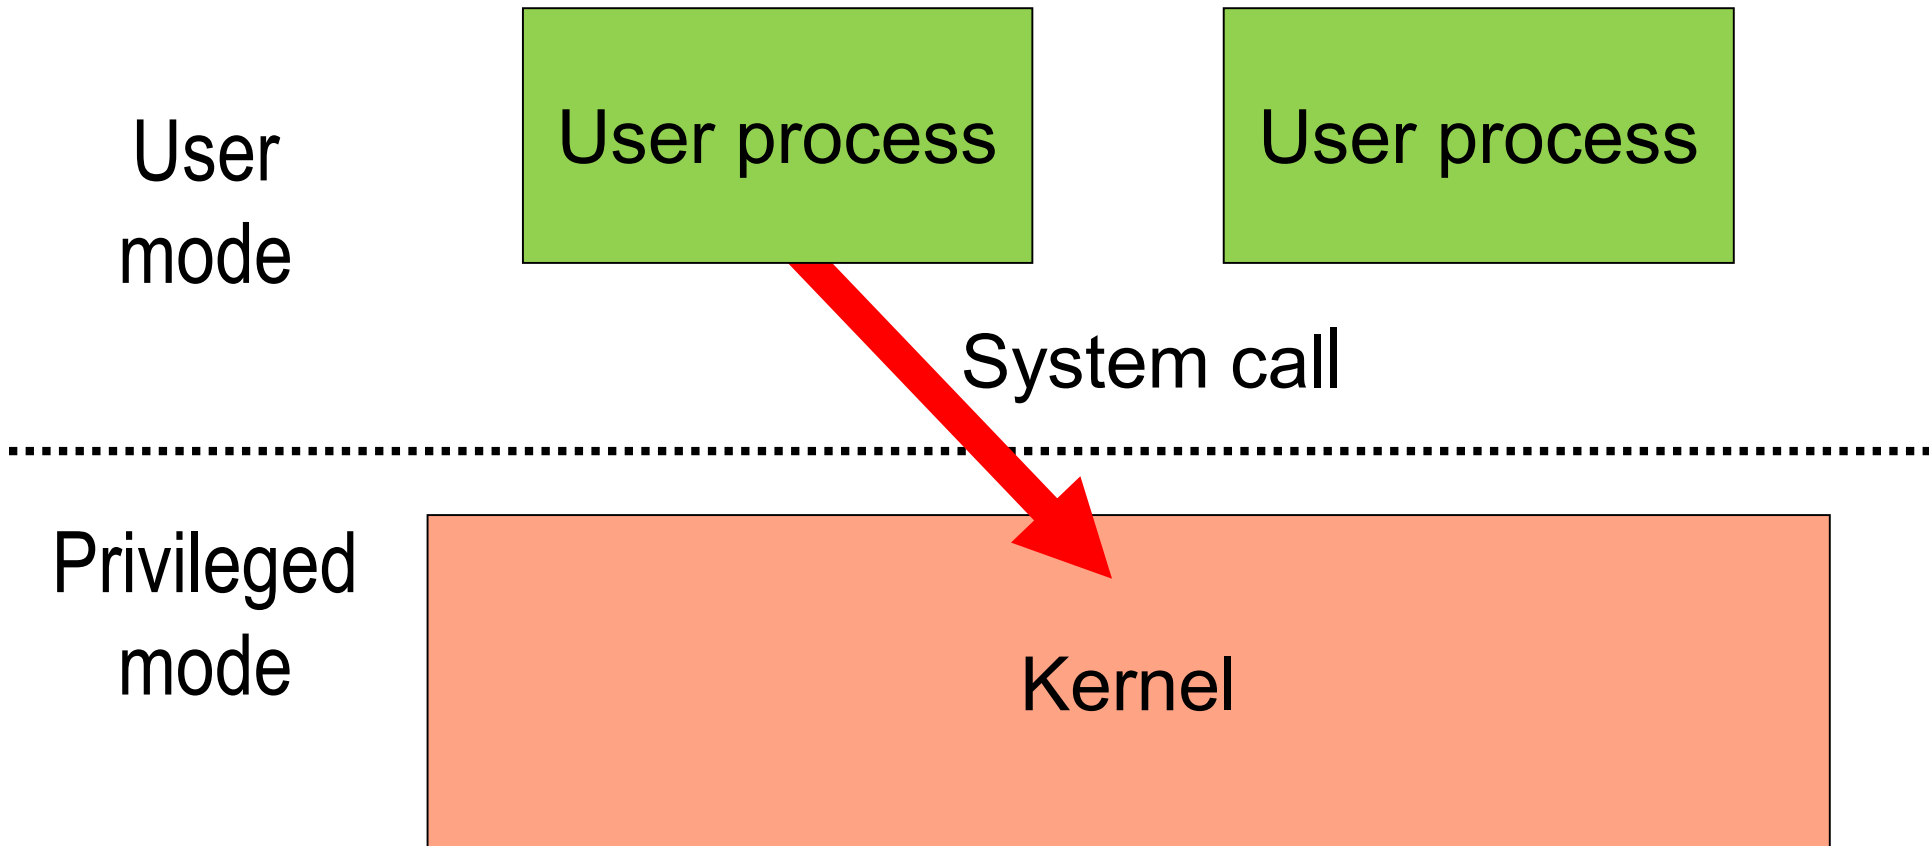 User process
User process
User
mode
System call
Privileged
mode
Kernel